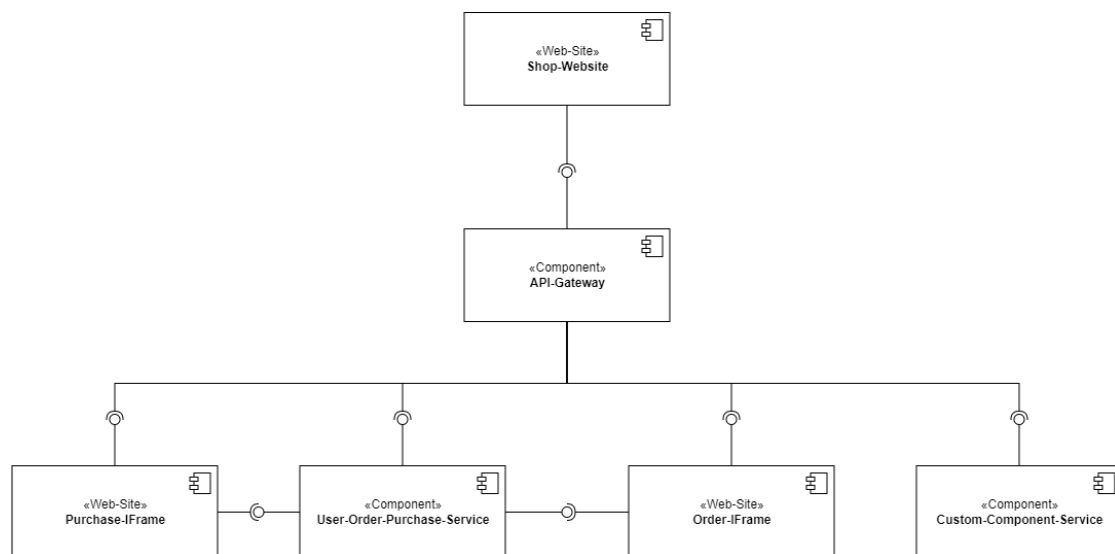 «Web-Site»
Shop-Website
«Component»
API-Gateway
«Web-Site»
Purchase-IFrame
«Component»
User-Order-Purchase-Service
«Web-Site»
Order-IFrame
«Component»
Custom-Component-Service